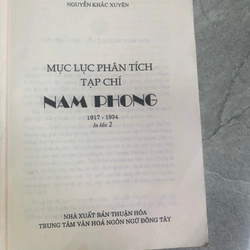 NGUYỄN KHẮC XUYÊN
MỤC LỤC PHÂN TÍCH
TẠP CHÍ
NAM PHONG
1917 - 1934
In lần 2
NHÀ XUẤT BẢN THUẬN HÓA
TRUNG TÂM VĂN HOÁ NGÔN NGỮ ĐÔNG TÂY